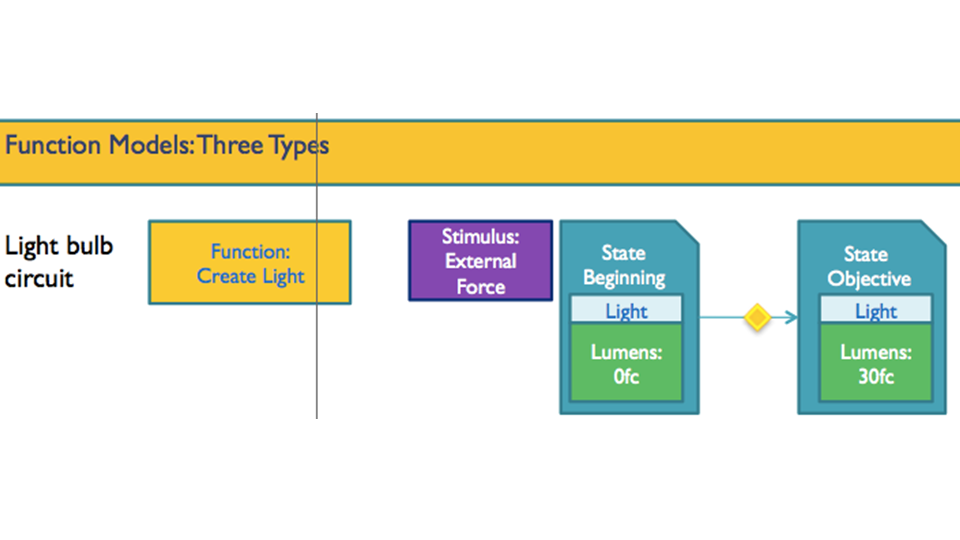 Function Models: Three Types
Light bulb
circuit
Function:
Create Light
Stimulus:
External
Force
State
Beginning
Light
Lumens:
0fc
State
Objective
Light
Lumens:
30fc